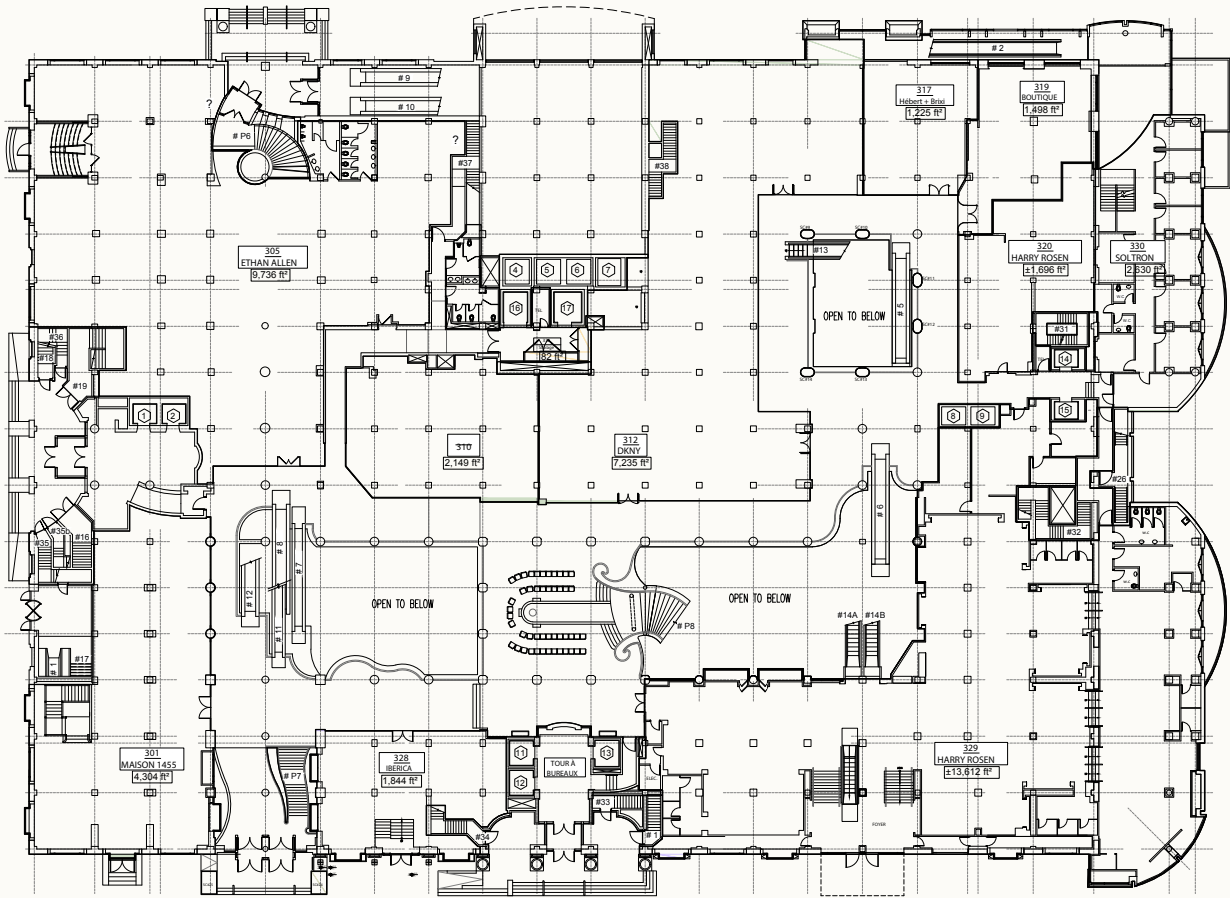 # 2
# 9
# 10
317
Hébert + Brixi
1,225 ft²
319
BOUTIQUE
1,498 ft²
?
# P6
?
#37
#38
305
ETHAN ALLEN
9,736 ft²
4
5
6
7
#13
# 5
320
HARRY ROSEN
±1,696 ft²
330
SOLTRON
2,630 ft²
W.C
W.C
16
TEL
17
OPEN TO BELOW
#36
#18
#31
14
82 ft²
#19
1
2
8
9
15
310
2,149 ft²
312
DKNY
7,235 ft²
#26
# 6
#35b
#35
#16
#32
W.C
# 8
# 7
# 12
# 11
OPEN TO BELOW
OPEN TO BELOW
W.C
#14A
#14B
# P8
#17
301
MAISON 1455
4,304 ft²
# P7
328
IBERICA
1,844 ft²
11
12
TOUR A
BUREAUX
13
ELEC.
329
HARRY ROSEN
±13,612 ft²
#33
#34
# 1
FOYER